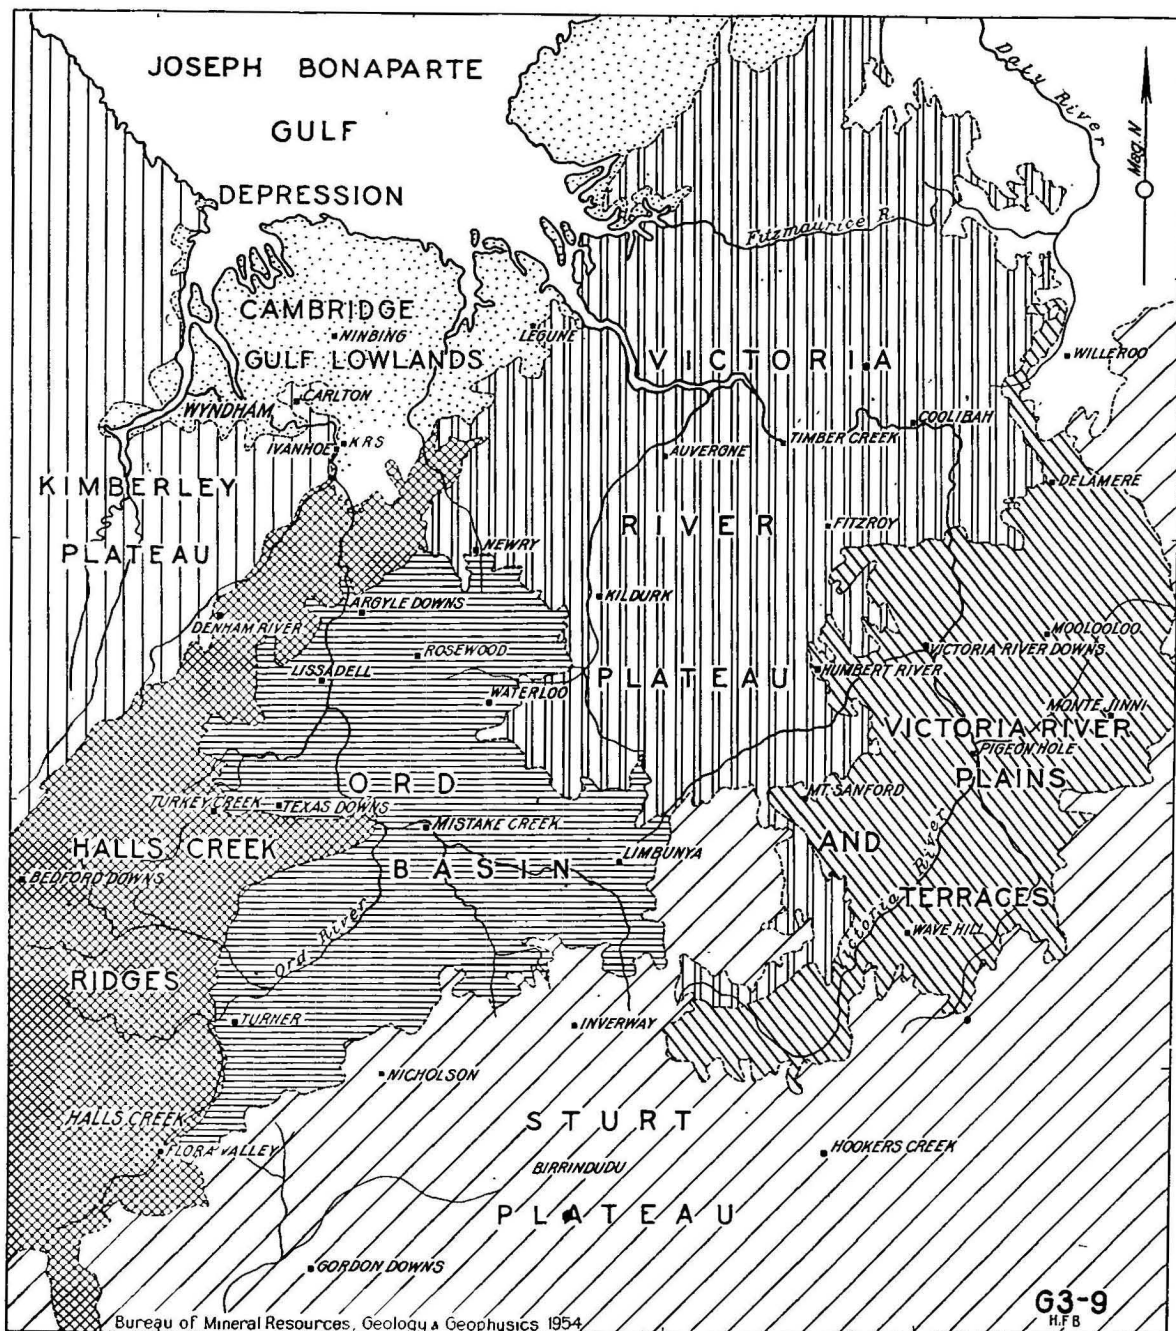 JOSEPH BONAPARTE
GULF
DEPRESSION
Daly River
Mag. N
Fitzmaurice R.
CAMBRIDGE
NINBING
GULF LOWLANDS
LEGUNE
VICTORIA
WILLEROO
CARLTON
WYNDHAM
COOLIBAH
IVANHOE
KRS
TIMBER CREEK
AUVERGNE
KIMBERLEY
DELAMERE
RIVER
FITZROY
PLATEAU
NEWRY
ARGYLE DOWNS
KILDURK
DENHAM RIVER
MOOLOOLOO
ROSEWOOD
VICTORIA RIVER DOWNS
LISSADELL
PLATEAU
HUMBERT RIVER
WATERLOO
MONTEJINNI
VICTORIA RIVER
PIGEON HOLE
ORD
PLAINS
TURKEY CREEK
TEXAS DOWNS
MT. SANFORD
MISTAKE CREEK
HALLS CREEK
AND
BASIN
LIMBUNYA
BEDFORD DOWNS
TERRACES
Victoria River
WAVE HILL
Ord River
RIDGES
TURNER
INVERWAY
NICHOLSON
HALLS CREEK
STURT
FLORA VALLEY
HOOKERS CREEK
BIRRINDUDU
PLATEAU
GORDON DOWNS
G3-9
Bureau of Mineral Resources, Geology & Geophysics 1954.
H.F.B